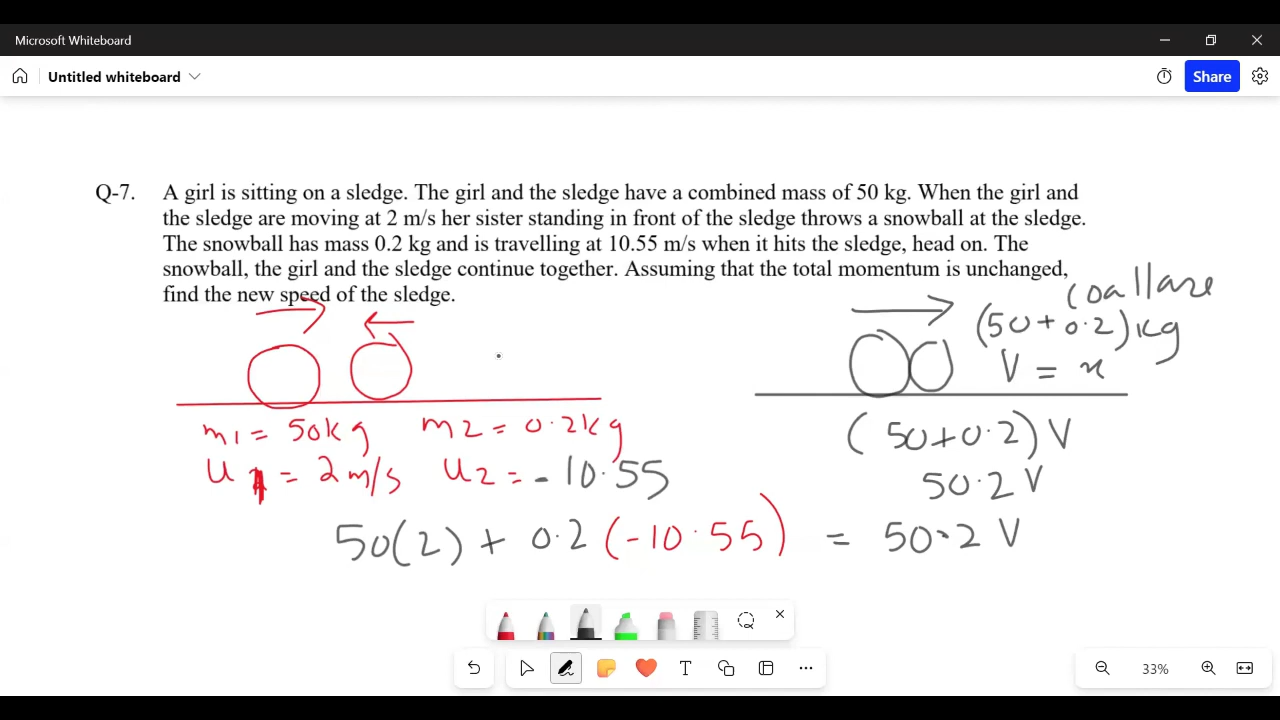 Microsoft Whiteboard
Untitled whiteboard
Share
Q-7. A girl is sitting on a sledge. The girl and the sledge have a combined mass of 50 kg. When the girl and
the sledge are moving at 2 m/s her sister standing in front of the sledge throws a snowball at the sledge.
The snowball has mass 0.2 kg and is travelling at 10.55 m/s when it hits the sledge, head on. The
snowball, the girl and the sledge continue together. Assuming that the total momentum is unchanged,
find the new speed of the sledge.
(50+0.2)kg
V = x
m1 = 50kg m2 = 0.2kg
(50+0.2)V
u1 = 2m/s u2 = -10.55
50.2 V
50(2) + 0.2(-10.55) = 50.2 V
T
33%